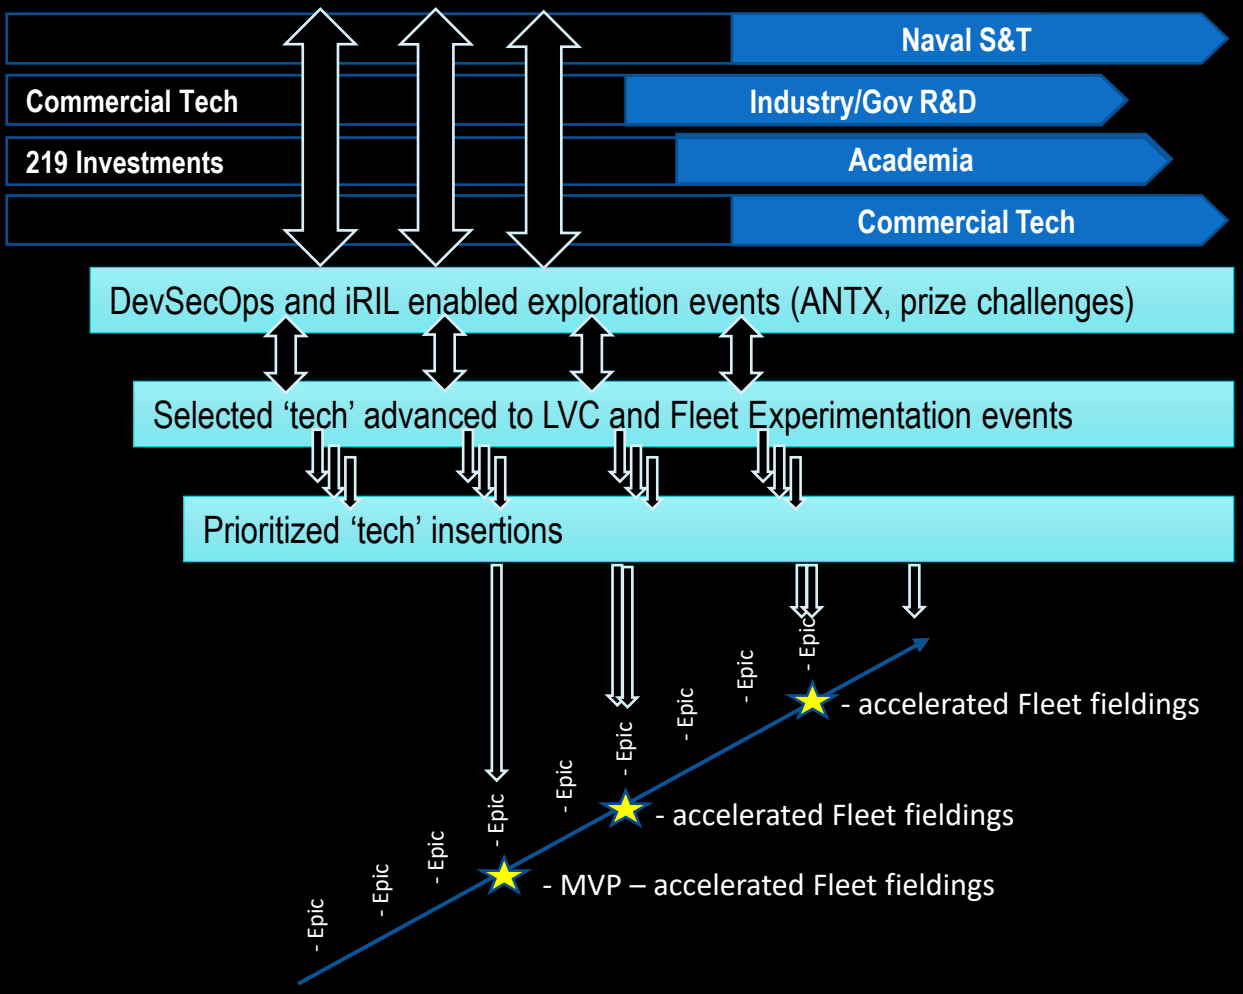 Naval S&T
Commercial Tech
Industry/Gov R&D
219 Investments
Academia
Commercial Tech
DevSecOps and iRIL enabled exploration events (ANTX, prize challenges)
Selected ‘tech’ advanced to LVC and Fleet Experimentation events
Prioritized ‘tech’ insertions
- Epic
- Epic
- Epic
- Epic
- Epic
- Epic
- Epic
- Epic
- Epic
- accelerated Fleet fieldings
- accelerated Fleet fieldings
- MVP – accelerated Fleet fieldings